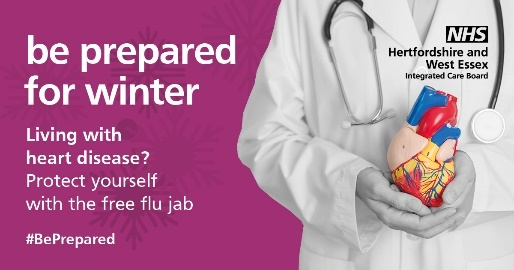 be prepared
for winter
Living with
heart disease?
Protect yourself
with the free flu jab
#BePrepared
NHS
Hertfordshire and
West Essex
Integrated Care Board